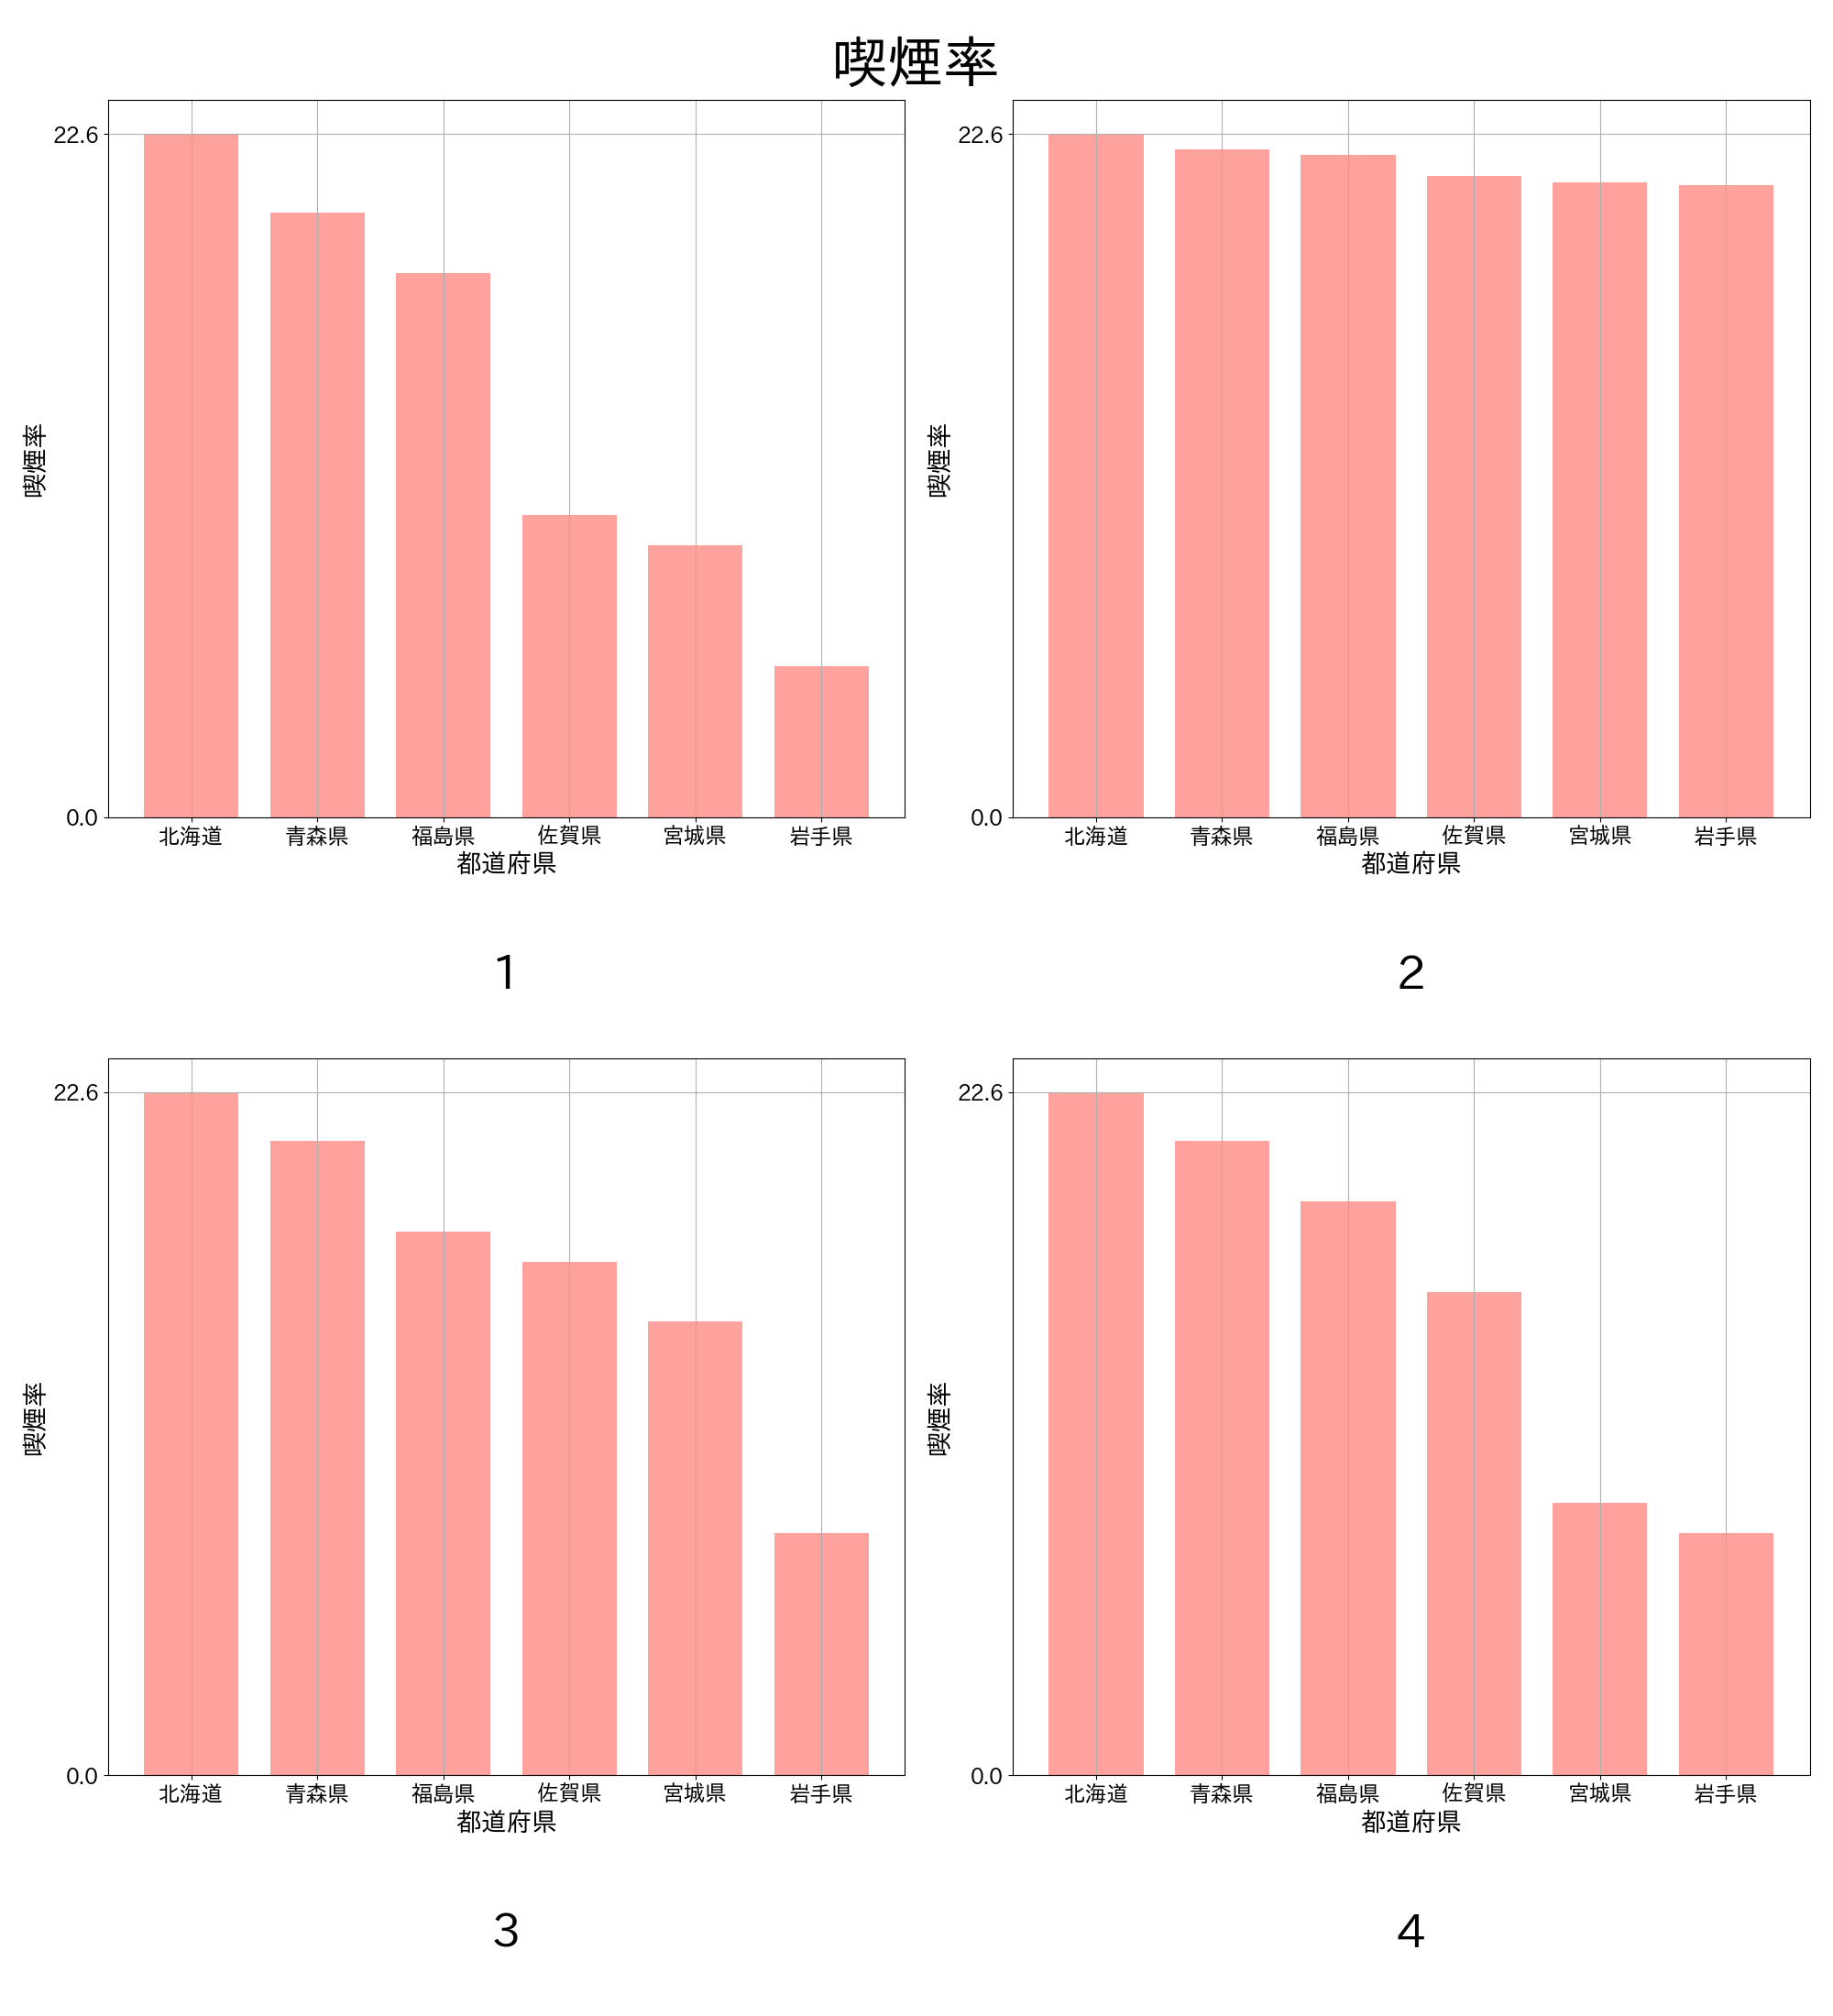 喫煙率
22.6
喫煙率
0.0
北海道 青森県 福島県 佐賀県 宮城県 岩手県
都道府県
1
22.6
喫煙率
0.0
北海道 青森県 福島県 佐賀県 宮城県 岩手県
都道府県
2
22.6
喫煙率
0.0
北海道 青森県 福島県 佐賀県 宮城県 岩手県
都道府県
3
22.6
喫煙率
0.0
北海道 青森県 福島県 佐賀県 宮城県 岩手県
都道府県
4